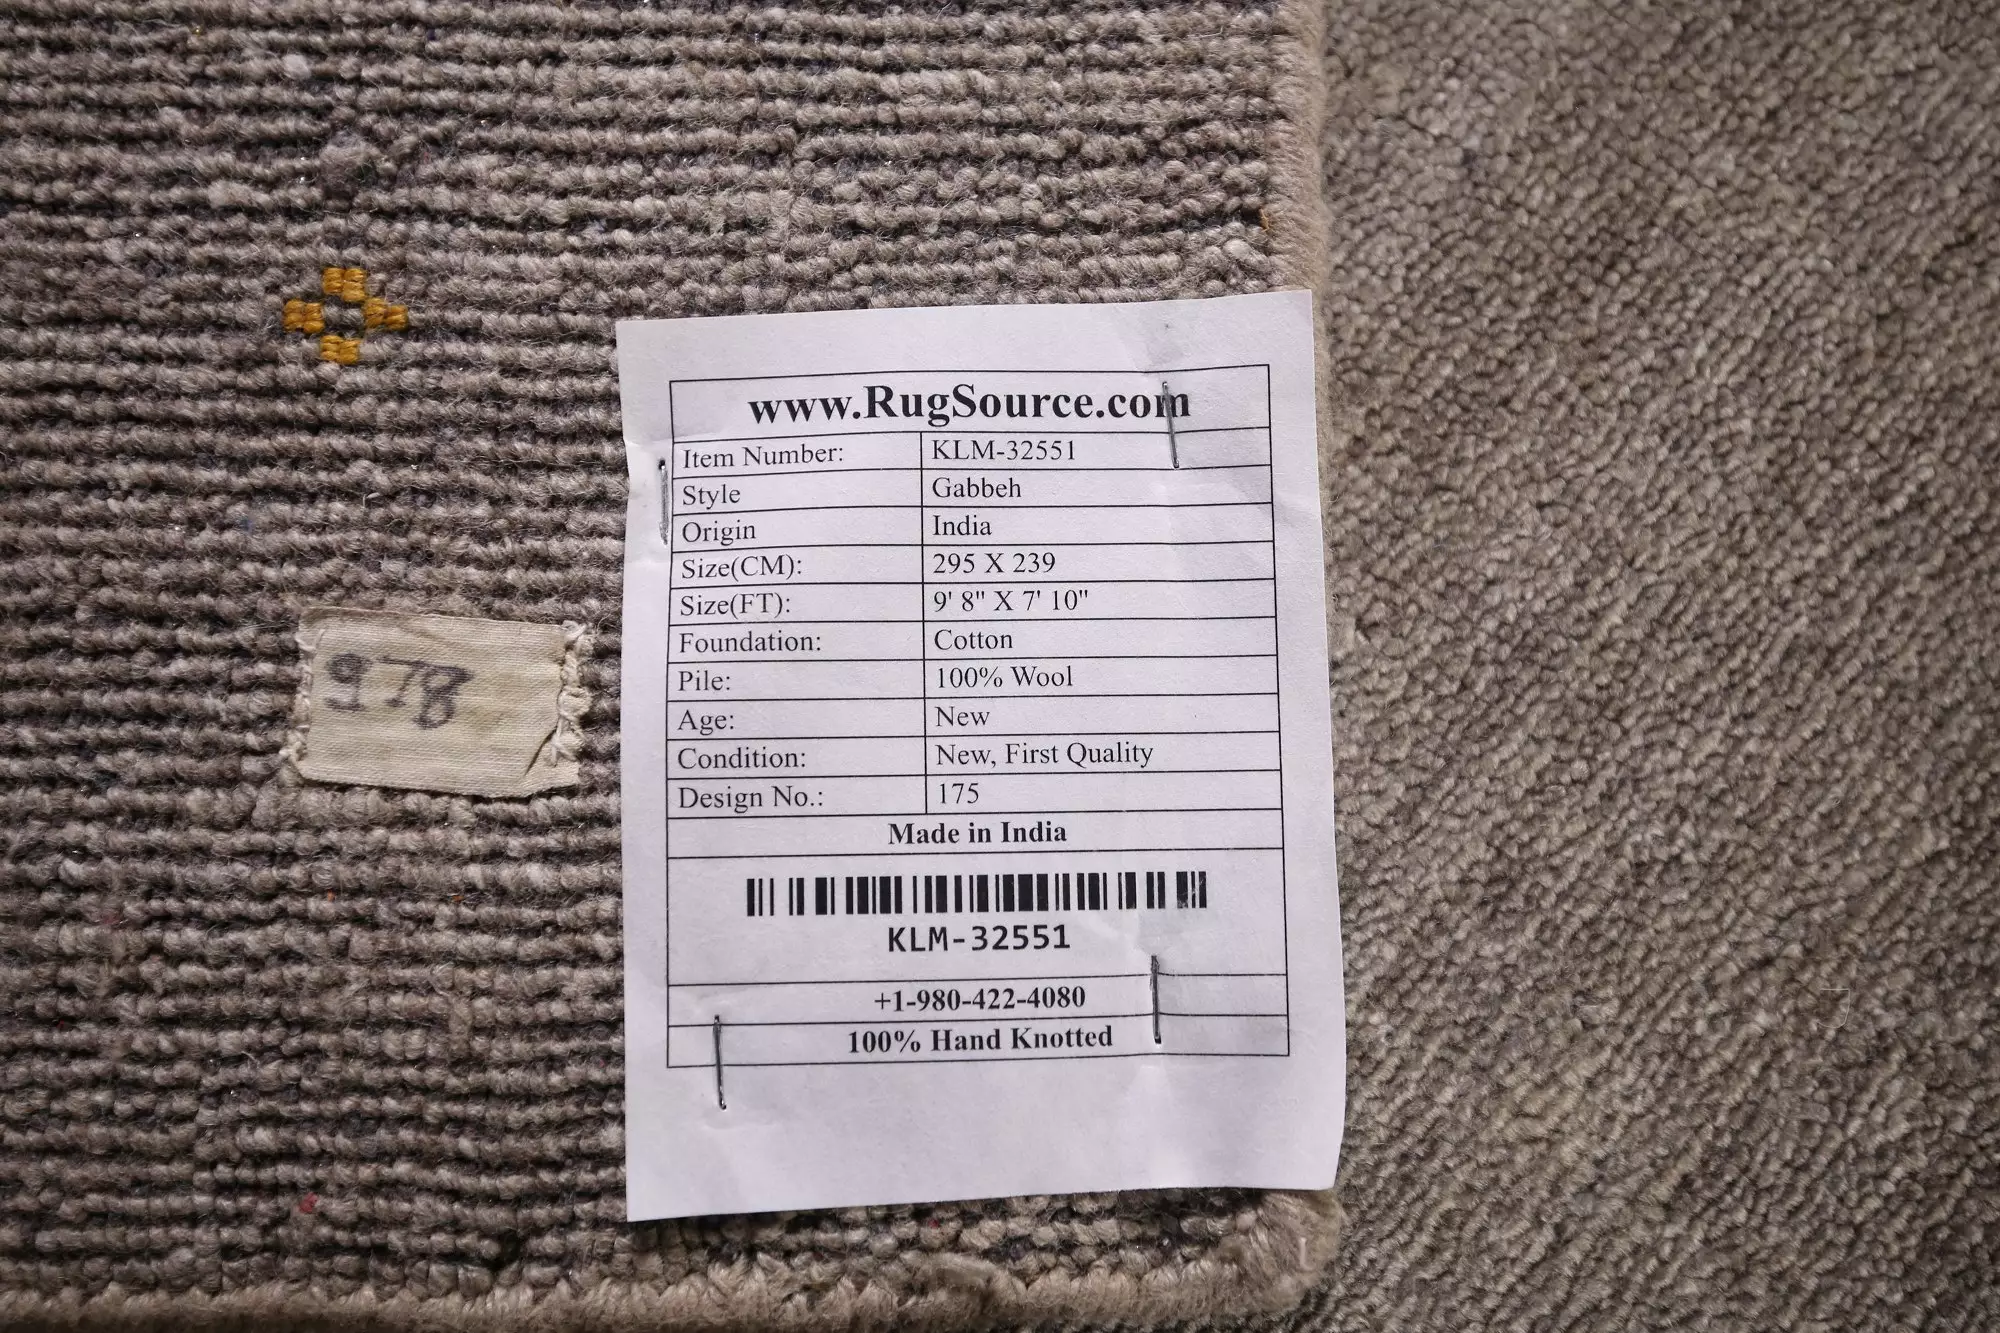 www.RugSource.com
Item Number: KLM-32551
Style Gabbeh
Origin India
Size(CM): 295 X 239
Size(FT): 9' 8" X 7' 10"
Foundation: Cotton
Pile: 100% Wool
Age: New
Condition: New, First Quality
Design No.: 175
Made in India
KLM-32551
+1-980-422-4080
100% Hand Knotted
978